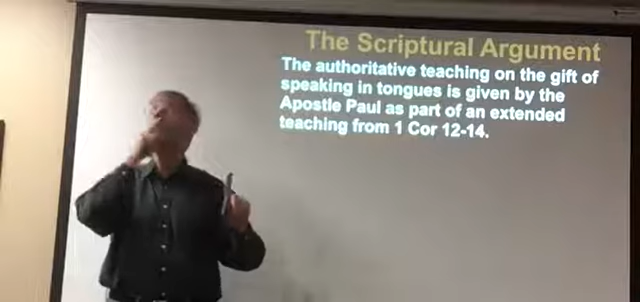 The Scriptural Argument
The authoritative teaching on the gift of
speaking in tongues is given by the
Apostle Paul as part of an extended
teaching from 1 Cor 12-14.